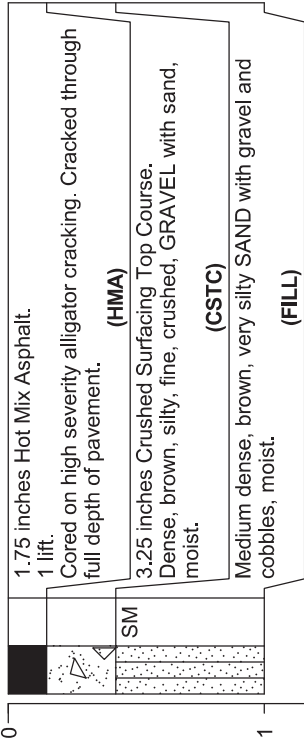 0
1.75 inches Hot Mix Asphalt.
1 lift.
Cored on high severity alligator cracking. Cracked through
full depth of pavement.
(HMA)
3.25 inches Crushed Surfacing Top Course.
Dense, brown, silty, fine, crushed, GRAVEL with sand,
moist.
(CSTC)
SM
Medium dense, brown, very silty SAND with gravel and
cobbles, moist.
(FILL)
1